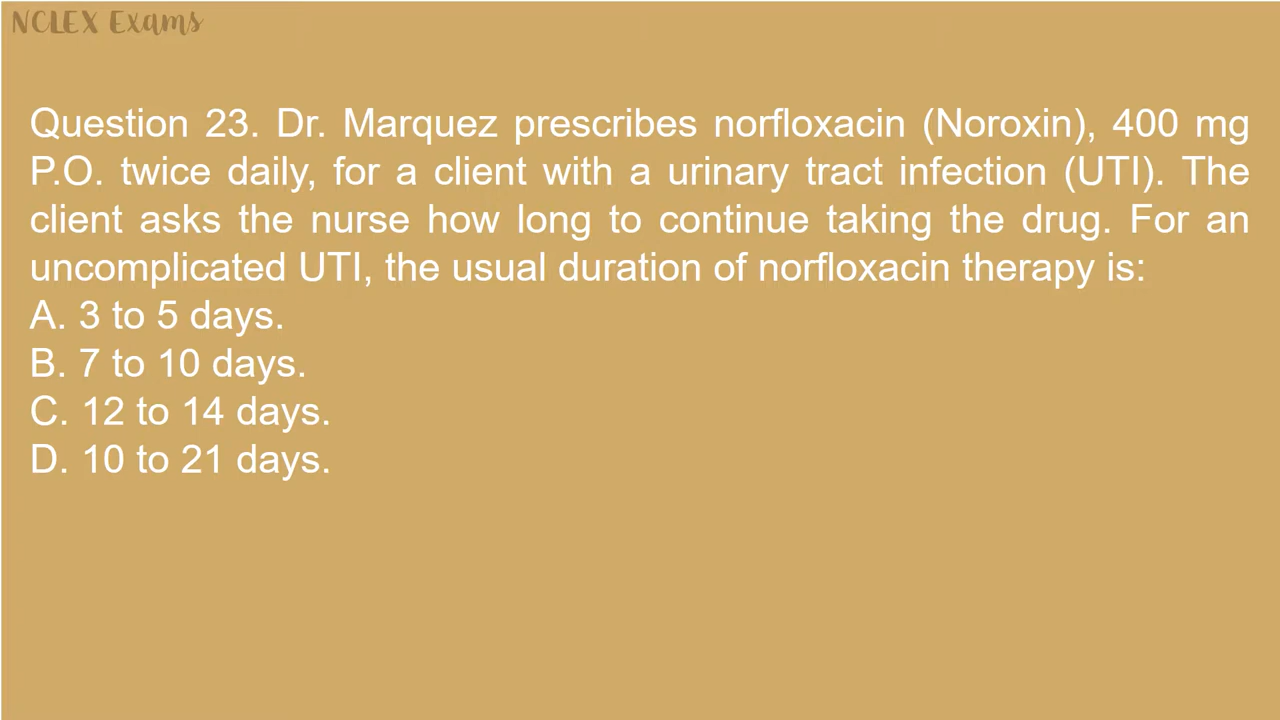 NCLEX Exams
Question 23. Dr. Marquez prescribes norfloxacin (Noroxin), 400 mg
P.O. twice daily, for a client with a urinary tract infection (UTI). The
client asks the nurse how long to continue taking the drug. For an
uncomplicated UTI, the usual duration of norfloxacin therapy is:
A. 3 to 5 days.
B. 7 to 10 days.
C. 12 to 14 days.
D. 10 to 21 days.